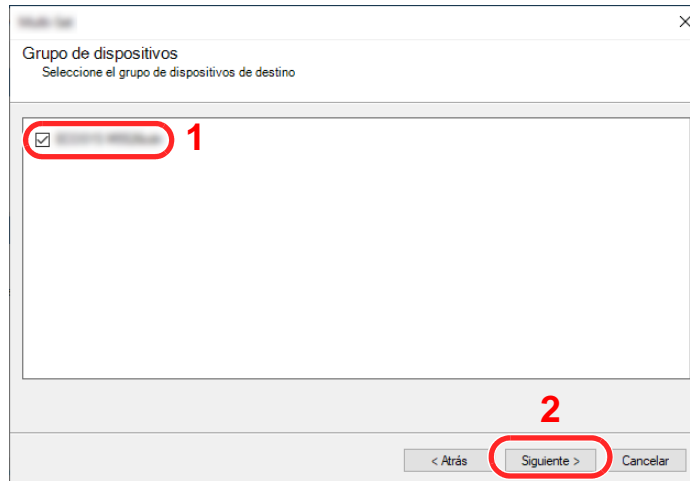 Grupo de dispositivos
Seleccione el grupo de dispositivos de destino
1
2
< Atrás
Siguiente >
Cancelar